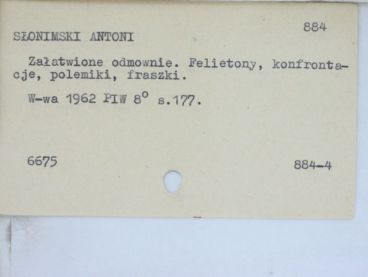 884
SŁONIMSKI ANTONI
Załatwione odmownie. Felietony, konfronta-
cje, polemiki, fraszki.
W-wa 1962 PIW 8° s.177.
6675 884-4